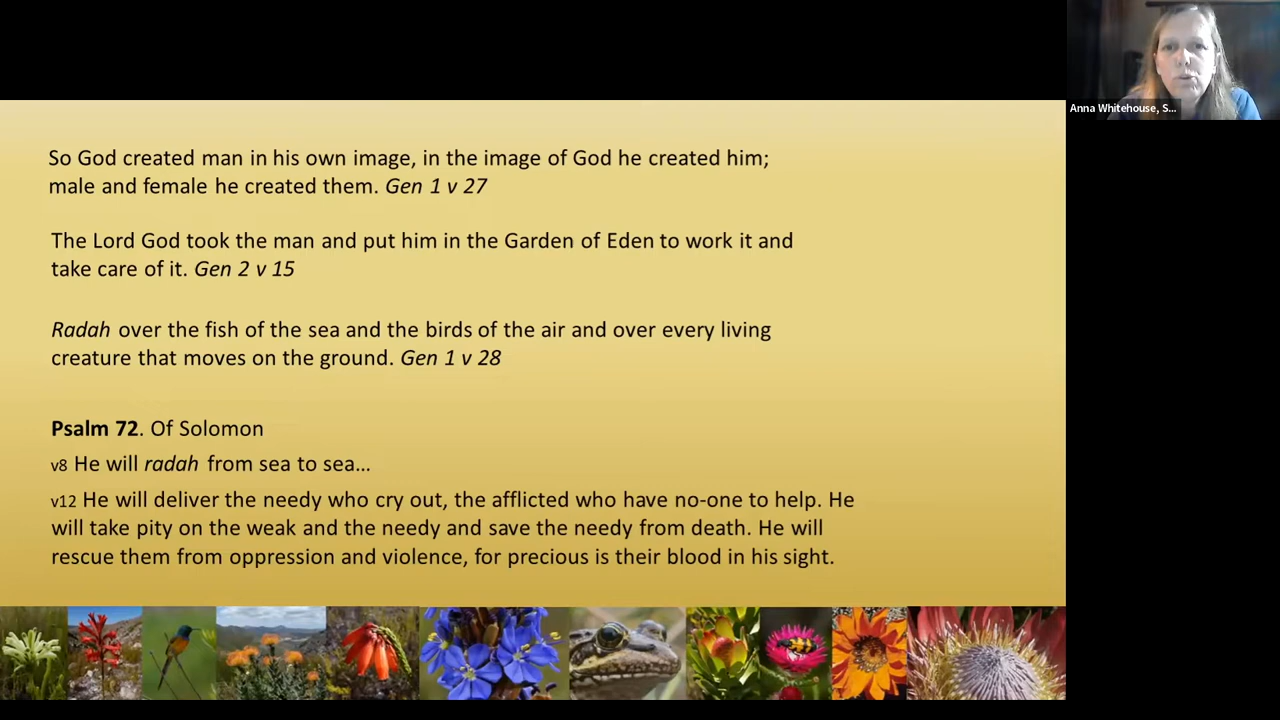 So God created man in his own image, in the image of God he created him;
male and female he created them. Gen 1 v 27
The Lord God took the man and put him in the Garden of Eden to work it and
take care of it. Gen 2 v 15
Radah over the fish of the sea and the birds of the air and over every living
creature that moves on the ground. Gen 1 v 28
Psalm 72. Of Solomon
v8 He will radah from sea to sea...
v12 He will deliver the needy who cry out, the afflicted who have no-one to help. He
will take pity on the weak and the needy and save the needy from death. He will
rescue them from oppression and violence, for precious is their blood in his sight.
Anna Whitehouse, S...